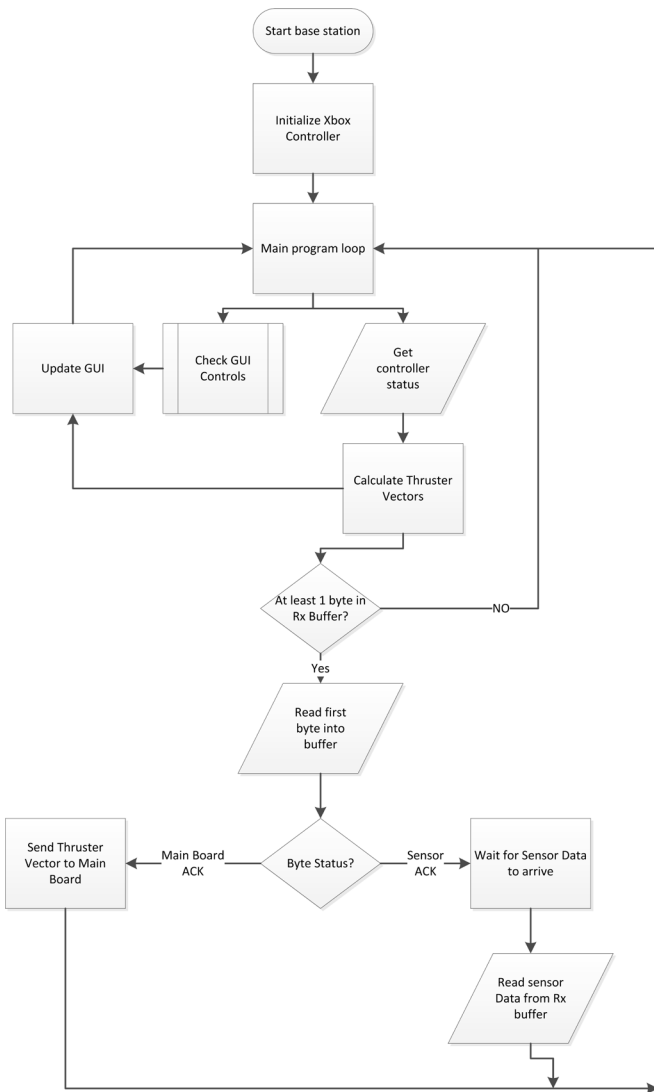 Start base station
Initialize Xbox
Controller
Main program loop
Update GUI
Check GUI
Controls
Get
controller
status
Calculate Thruster
Vectors
At least 1 byte in
Rx Buffer?
NO
Yes
Read first
byte into
buffer
Send Thruster
Vector to Main
Board
Main Board
ACK
Byte Status?
Sensor
ACK
Wait for Sensor Data
to arrive
Read sensor
Data from Rx
buffer